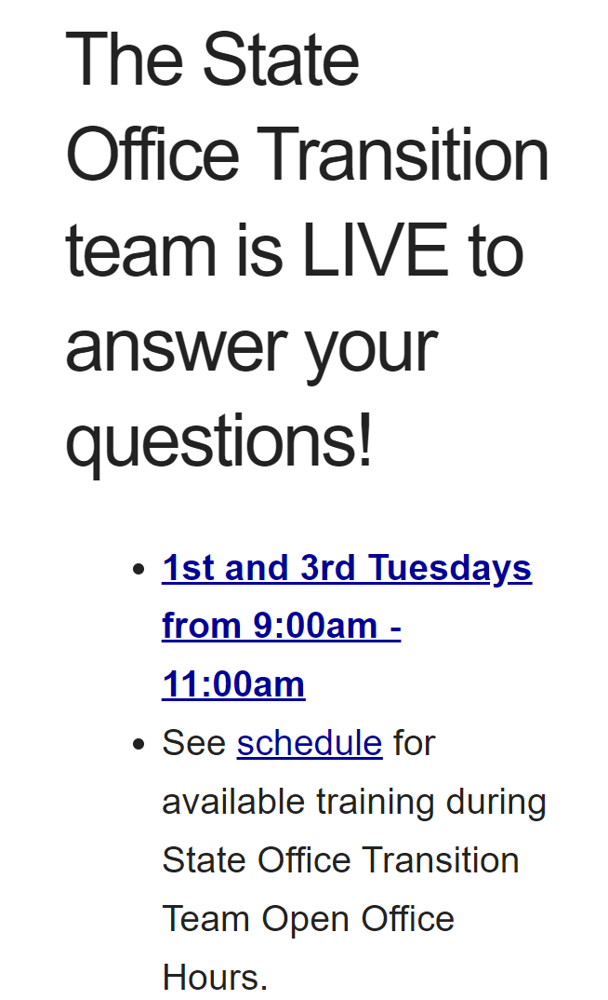 The State
Office Transition
team is LIVE to
answer your
questions!
1st and 3rd Tuesdays
from 9:00am -
11:00am
See schedule for
available training during
State Office Transition
Team Open Office
Hours.